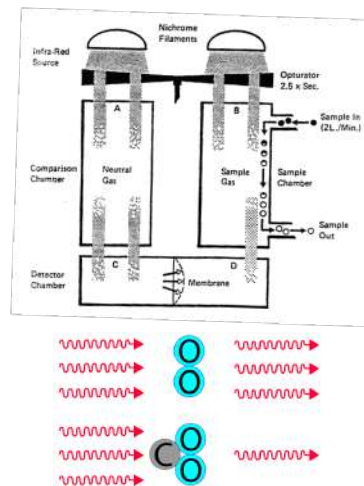 Nichrome
Filaments
Infra-Red
Source
Opturator
2.5 x Sec.
A
B
Sample In
(2L./Min.)
Comparison
Chamber
Neutral
Gas
Sample
Gas
Sample
Chamber
Sample
Out
C
D
Detector
Chamber
Membrane
O
O
C
O
O